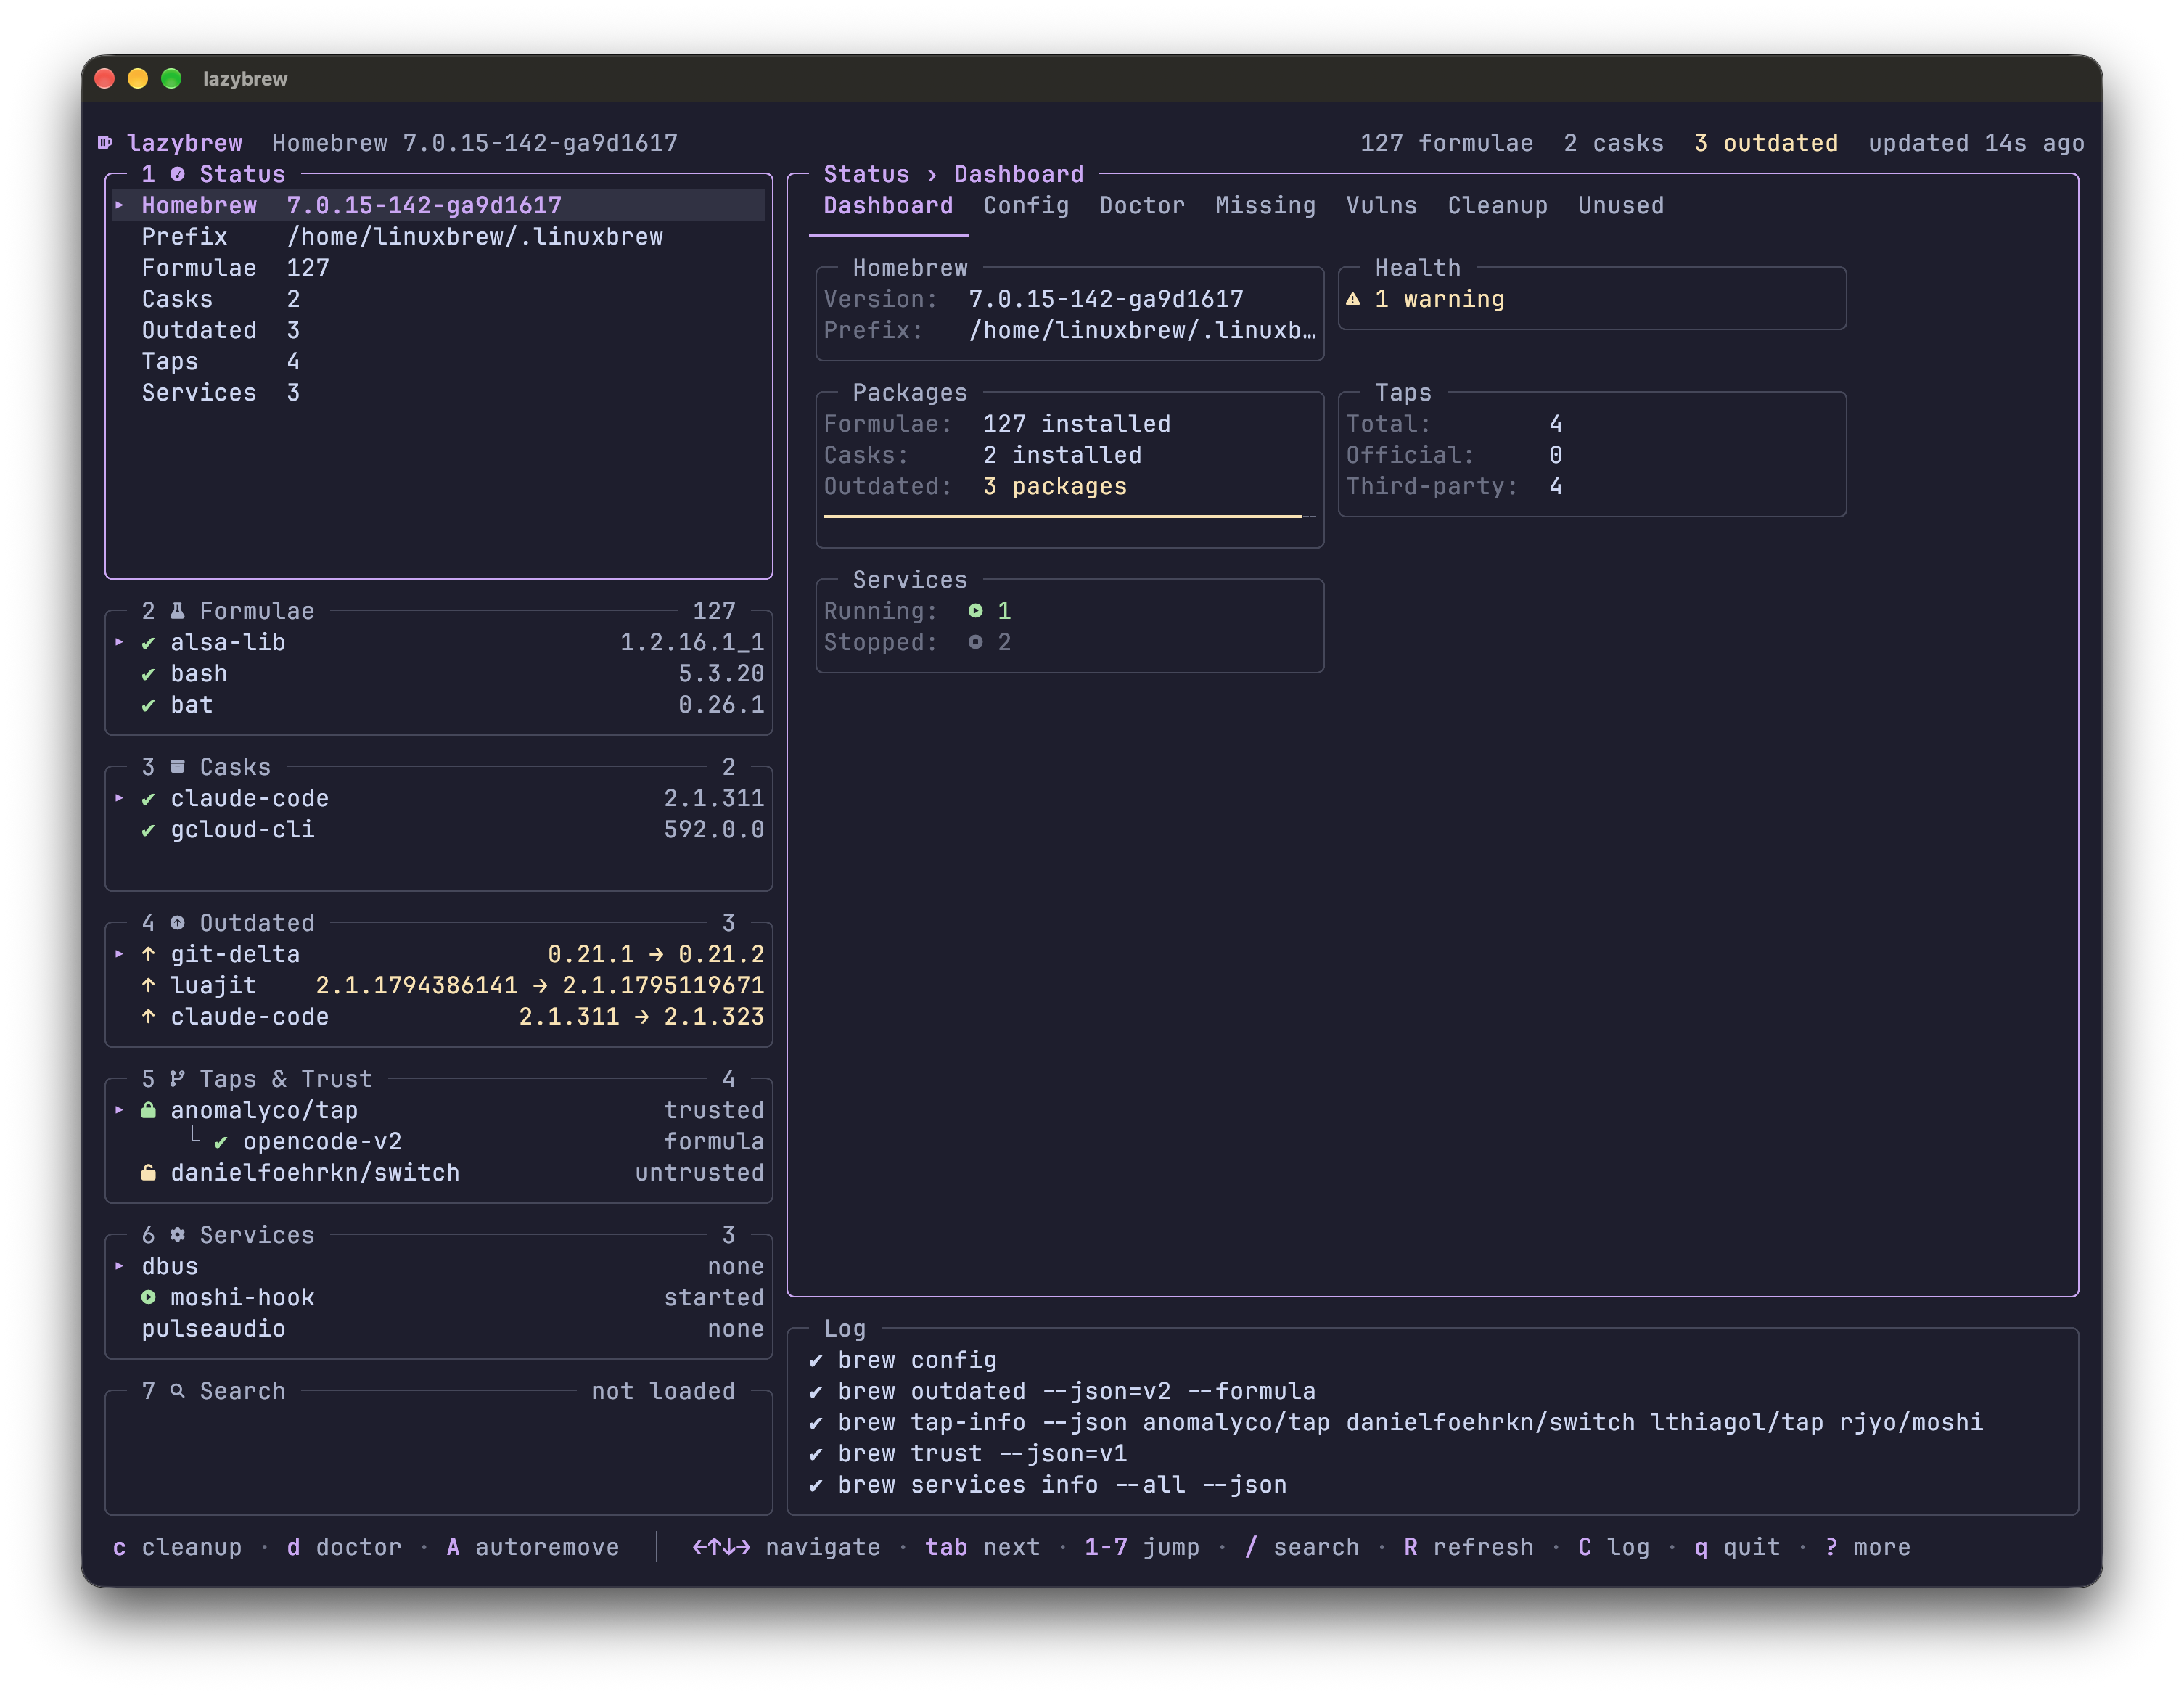 lazybrew
lazybrew Homebrew 7.0.15-142-ga9d1617 127 formulae 2 casks 3 outdated updated 14s ago
1 Status
Homebrew 7.0.15-142-ga9d1617
Prefix /home/linuxbrew/.linuxbrew
Formulae 127
Casks 2
Outdated 3
Taps 4
Services 3
2 Formulae 127
▸ ✔ alsa-lib 1.2.16.1_1
✔ bash 5.3.20
✔ bat 0.26.1
3 Casks 2
▸ ✔ claude-code 2.1.311
✔ gcloud-cli 592.0.0
4 Outdated 3
▸ ↑ git-delta 0.21.1 → 0.21.2
↑ luajit 2.1.1794386141 → 2.1.1795119671
↑ claude-code 2.1.311 → 2.1.323
5 Taps & Trust 4
▸ anomalyco/tap trusted
└ ✔ opencode-v2 formula
danielfoehrkn/switch untrusted
6 Services 3
▸ dbus none
moshi-hook started
pulseaudio none
7 Search not loaded
Status › Dashboard
Dashboard Config Doctor Missing Vulns Cleanup Unused
Homebrew
Version: 7.0.15-142-ga9d1617
Prefix: /home/linuxbrew/.linuxb…
Health
1 warning
Packages
Formulae: 127 installed
Casks: 2 installed
Outdated: 3 packages
Taps
Total: 4
Official: 0
Third-party: 4
Services
Running: 1
Stopped: 2
Log
✔ brew config
✔ brew outdated --json=v2 --formula
✔ brew tap-info --json anomalyco/tap danielfoehrkn/switch lthiagol/tap rjyo/moshi
✔ brew trust --json=v1
✔ brew services info --all --json
c cleanup · d doctor · A autoremove │ ←↑↓→ navigate · tab next · 1-7 jump · / search · R refresh · C log · q quit · ? more